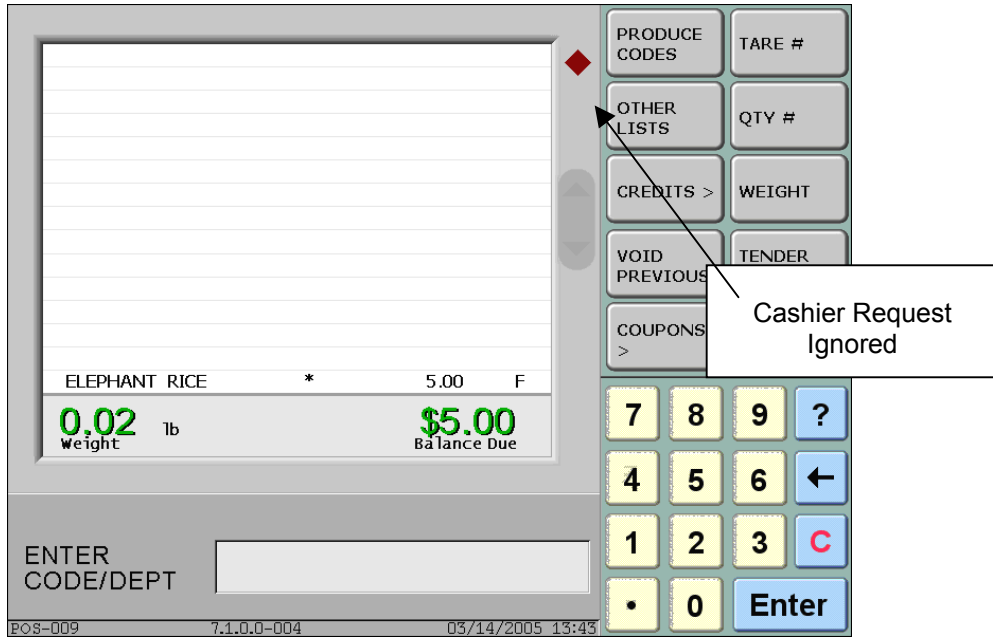 PRODUCE
CODES
TARE #
OTHER
LISTS
QTY #
CREDITS >
WEIGHT
VOID
PREVIOUS
TENDER
COUPONS
>
Cashier Request
Ignored
ELEPHANT RICE * 5.00 F
0.02 lb $5.00
Weight Balance Due
7 8 9 ?
4 5 6 ←
1 2 3 C
. 0 Enter
ENTER
CODE/DEPT
POS-009 7.1.0.0-004 03/14/2005 13:43